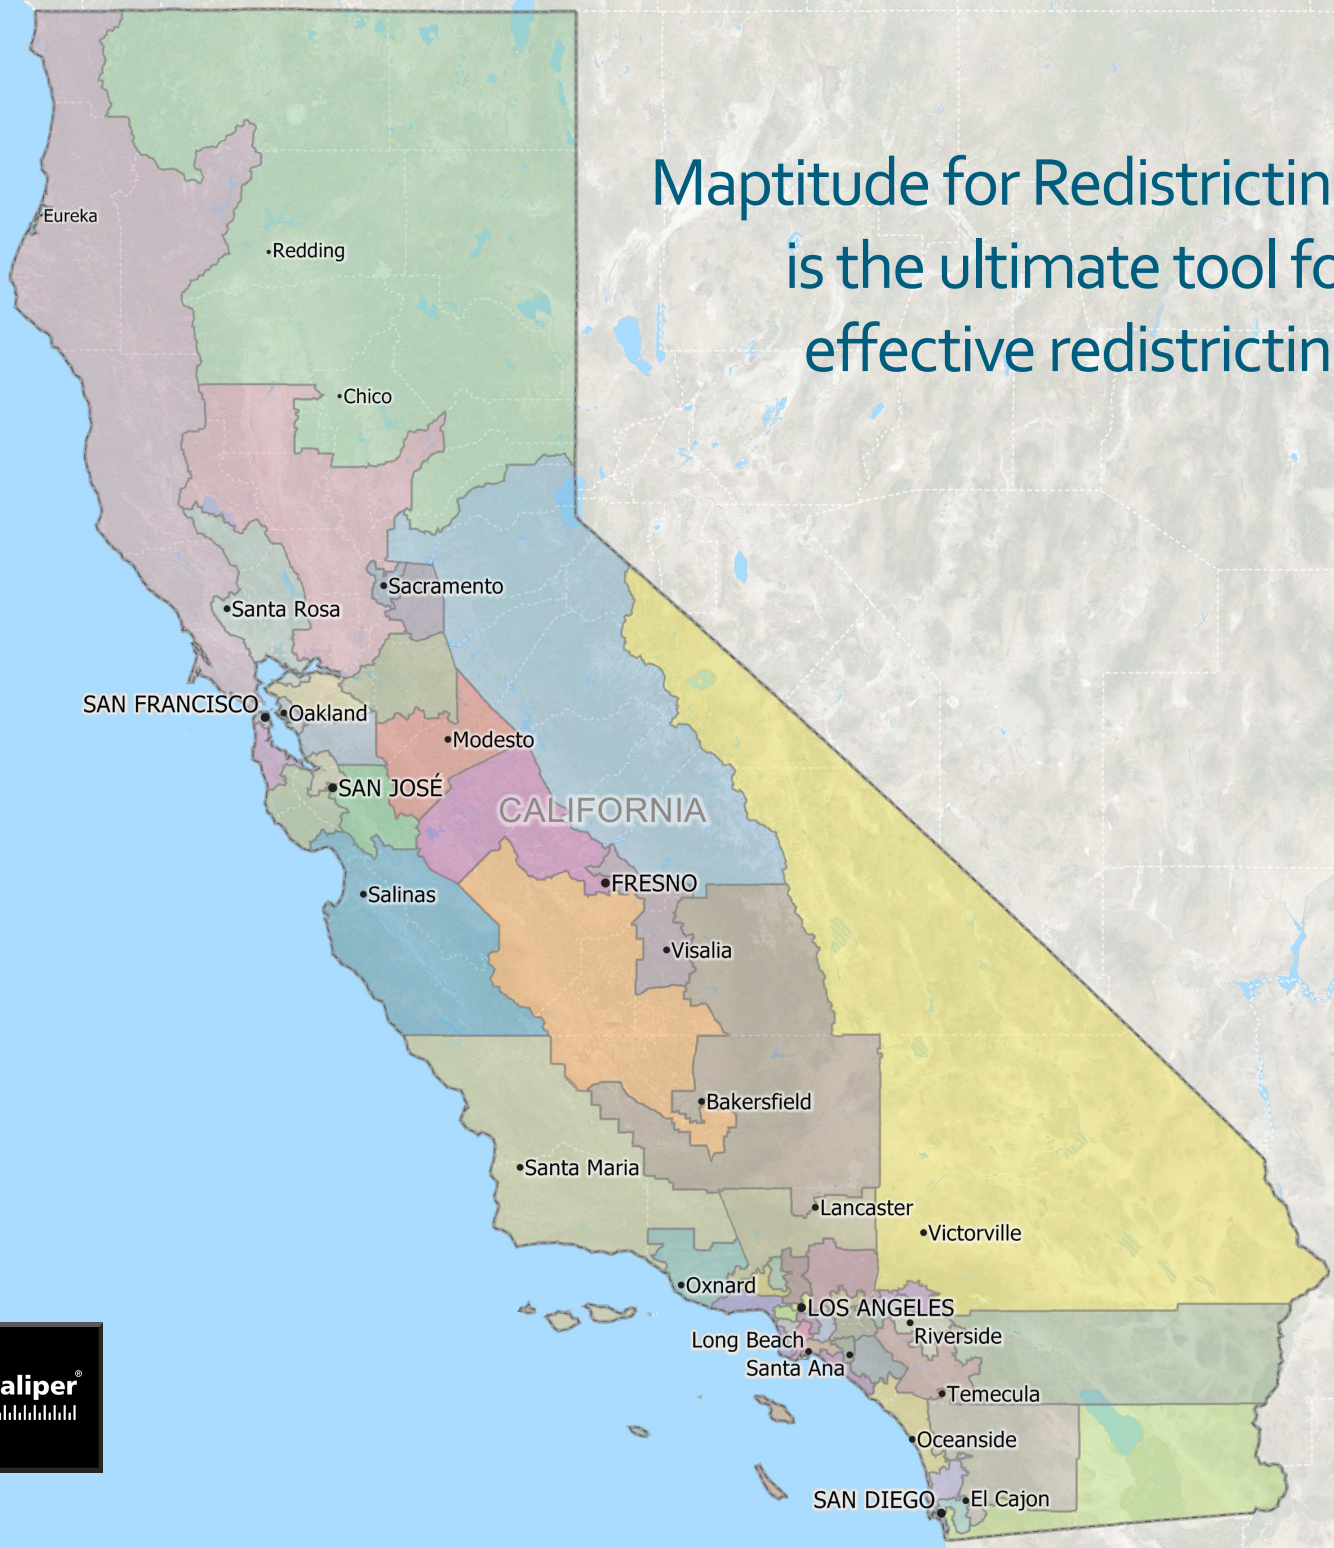 Maptitude for Redistrictin
is the ultimate tool fo
effective redistrictin
Eureka
Redding
Chico
Sacramento
Santa Rosa
SAN FRANCISCO
Oakland
Modesto
SAN JOSÉ
CALIFORNIA
FRESNO
Salinas
Visalia
Bakersfield
Santa Maria
Lancaster
Victorville
Oxnard
LOS ANGELES
Riverside
Long Beach
Santa Ana
Temecula
Oceanside
SAN DIEGO
El Cajon
aliper®